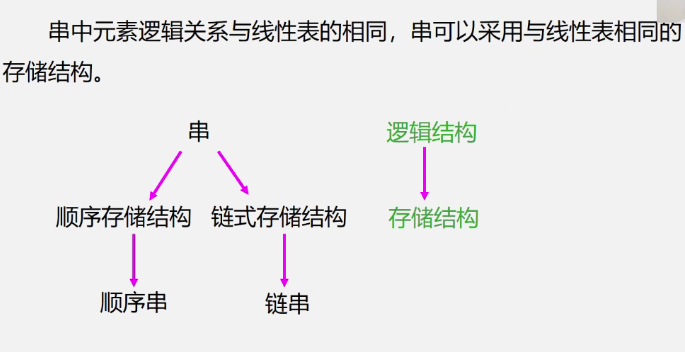 串中元素逻辑关系与线性表的相同，串可以采用与线性表相同的
存储结构。
串 逻辑结构
顺序存储结构 链式存储结构 存储结构
顺序串 链串